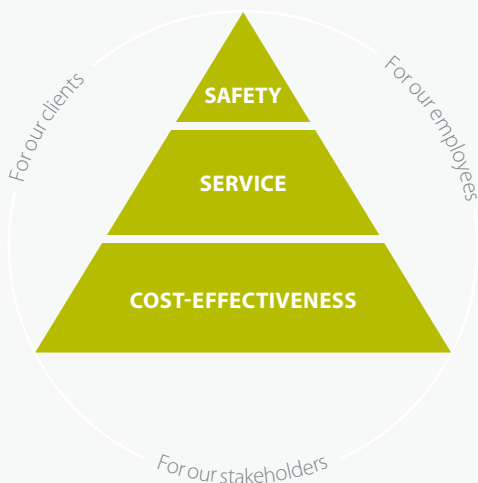 SAFETY
For our clients
For our employees
SERVICE
COST-EFFECTIVENESS
For our stakeholders